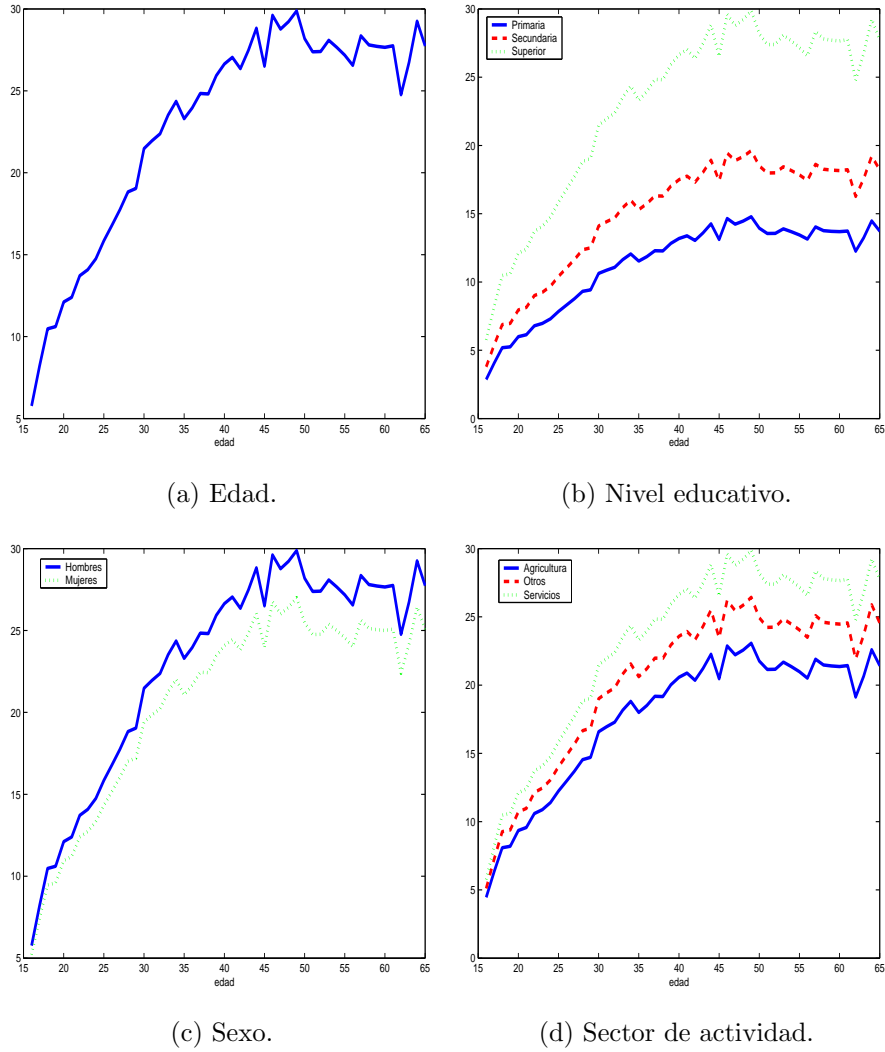 30
25
20
15
10
5
15 20 25 30 35 40 45 50 55 60 65
edad
(a) Edad.
30
25
20
15
10
5
0
Primaria
Secundaria
Superior
15 20 25 30 35 40 45 50 55 60 65
edad
(b) Nivel educativo.
30
25
20
15
10
5
Hombres
Mujeres
15 20 25 30 35 40 45 50 55 60 65
edad
(c) Sexo.
30
25
20
15
10
5
0
Agricultura
Otros
Servicios
15 20 25 30 35 40 45 50 55 60 65
edad
(d) Sector de actividad.